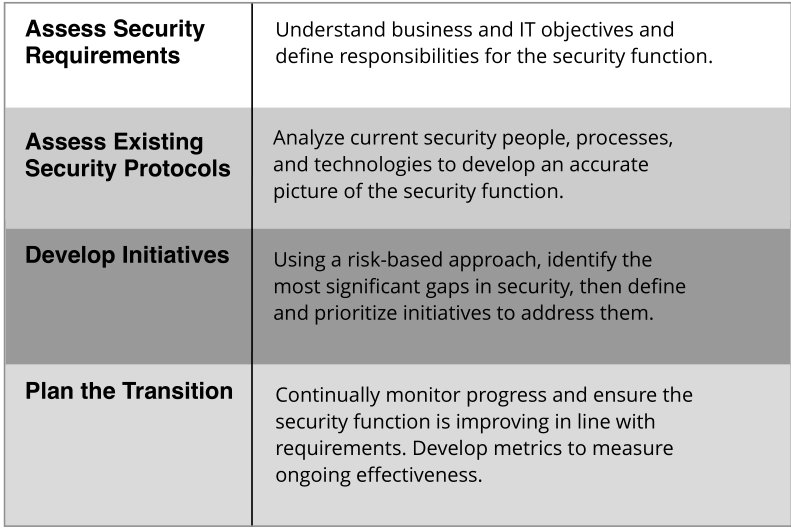 Assess Security
Requirements
Understand business and IT objectives and
define responsibilities for the security function.
Assess Existing
Security Protocols
Analyze current security people, processes,
and technologies to develop an accurate
picture of the security function.
Develop Initiatives
Using a risk-based approach, identify the
most significant gaps in security, then define
and prioritize initiatives to address them.
Plan the Transition
Continually monitor progress and ensure the
security function is improving in line with
requirements. Develop metrics to measure
ongoing effectiveness.